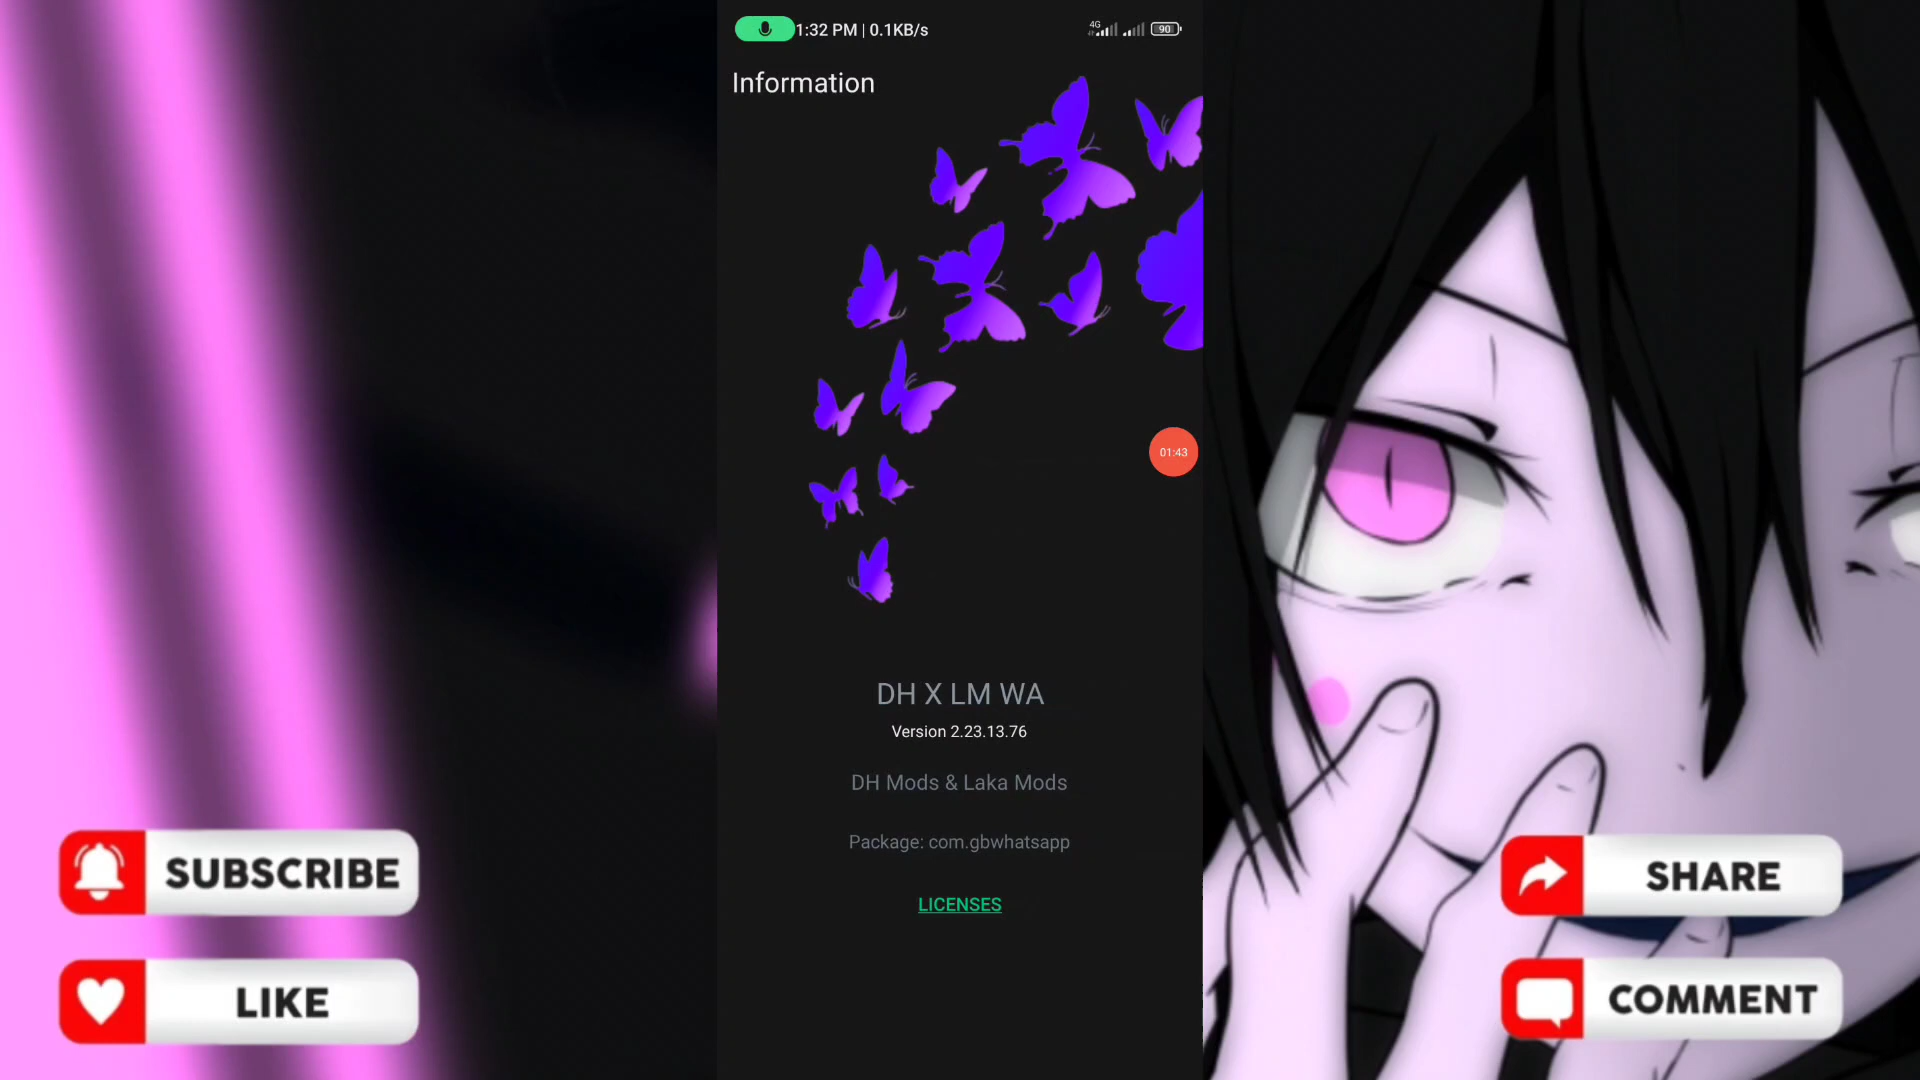 1:32 PM | 0.1KB/s
4G
90
Information
01:43
DH X LM WA
Version 2.23.13.76
DH Mods & Laka Mods
Package: com.gbwhatsapp
LICENSES
SUBSCRIBE
LIKE
SHARE
COMMENT